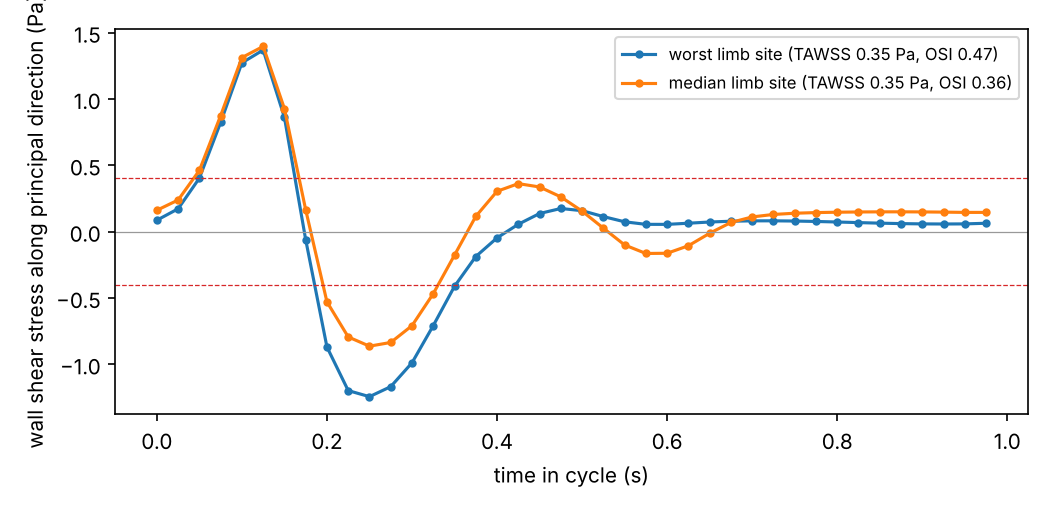 wall shear stress along principal direction (Pa)
1.5
1.0
0.5
0.0
−0.5
−1.0
worst limb site (TAWSS 0.35 Pa, OSI 0.47)
median limb site (TAWSS 0.35 Pa, OSI 0.36)
0.0 0.2 0.4 0.6 0.8 1.0
time in cycle (s)